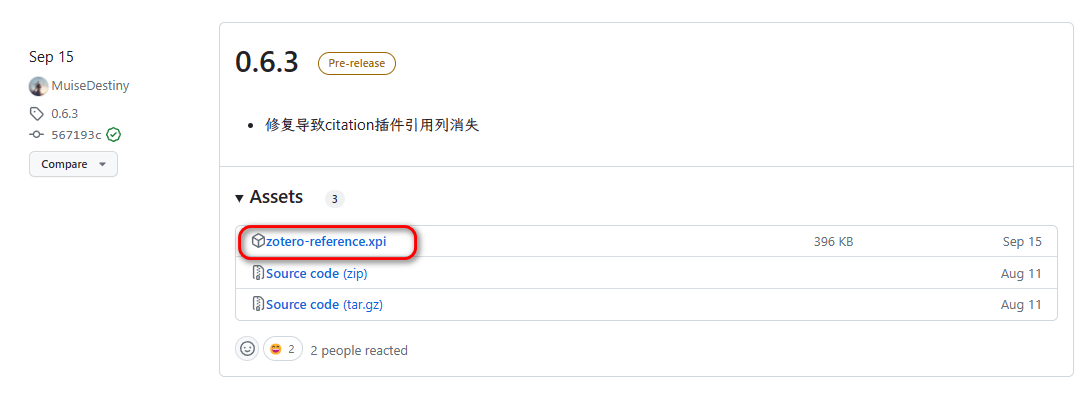 Sep 15
MuiseDestiny
0.6.3
567193c
Compare
0.6.3 Pre-release
修复导致citation插件引用列消失
Assets 3
zotero-reference.xpi 396 KB Sep 15
Source code (zip) Aug 11
Source code (tar.gz) Aug 11
2 2 people reacted